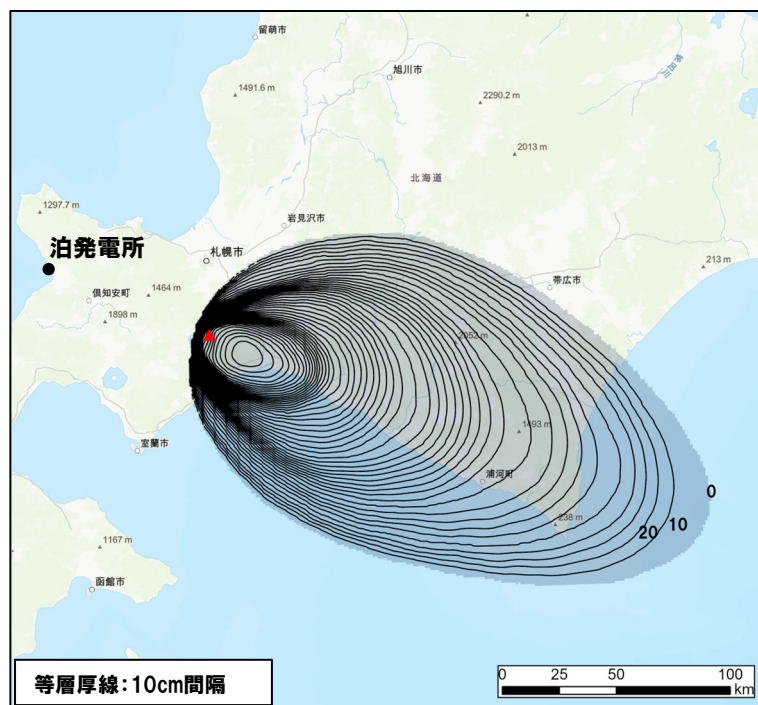 留萌市
旭川市
1491.6 m
2290.2 m
2013 m
北海道
1297.7 m
岩見沢市
札幌市
泊発電所
213 m
帯広市
倶知安町
1464 m
1898 m
2052 m
1493 m
室蘭市
浦河町
0
10
20
238 m
1167 m
函館市
等層厚線:10cm間隔
0 25 50 100
km